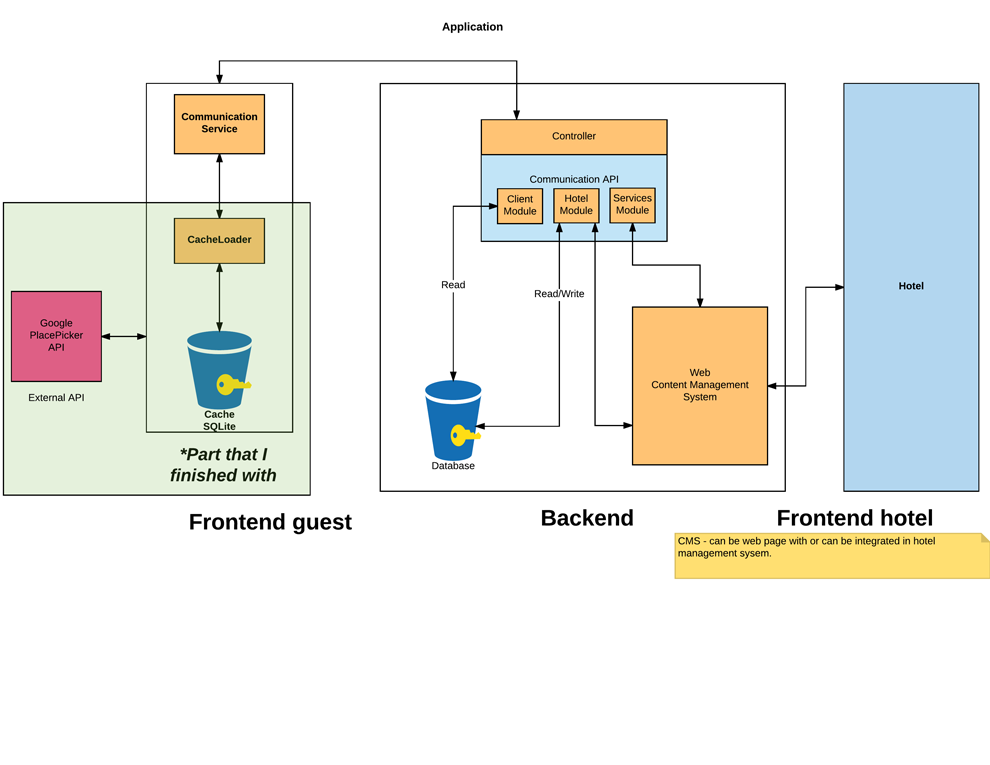 Application
Communication
Service
CacheLoader
Google
PlacePicker
API
External API
Cache
SQLite
*Part that I
finished with
Frontend guest
Controller
Communication API
Client
Module
Hotel
Module
Services
Module
Read
Read/Write
Database
Web
Content Management
System
Backend
Hotel
Frontend hotel
CMS - can be web page with or can be integrated in hotel
management sysem.